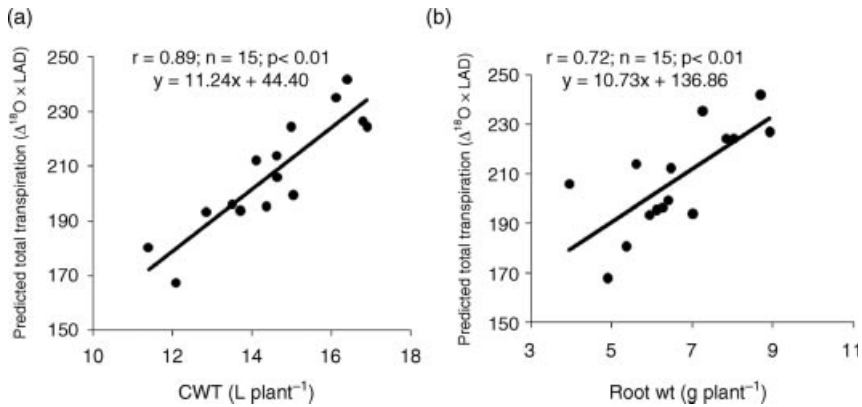 (a)
r = 0.89; n = 15; p< 0.01
y = 11.24x + 44.40
Predicted total transpiration (Δ¹⁸O × LAD)
250
230
210
190
170
150
10
12
14
16
18
CWT (L plant⁻¹)
(b)
r = 0.72; n = 15; p< 0.01
y = 10.73x + 136.86
Predicted total transpiration (Δ¹⁸O × LAD)
250
230
210
190
170
150
3
5
7
9
11
Root wt (g plant⁻¹)